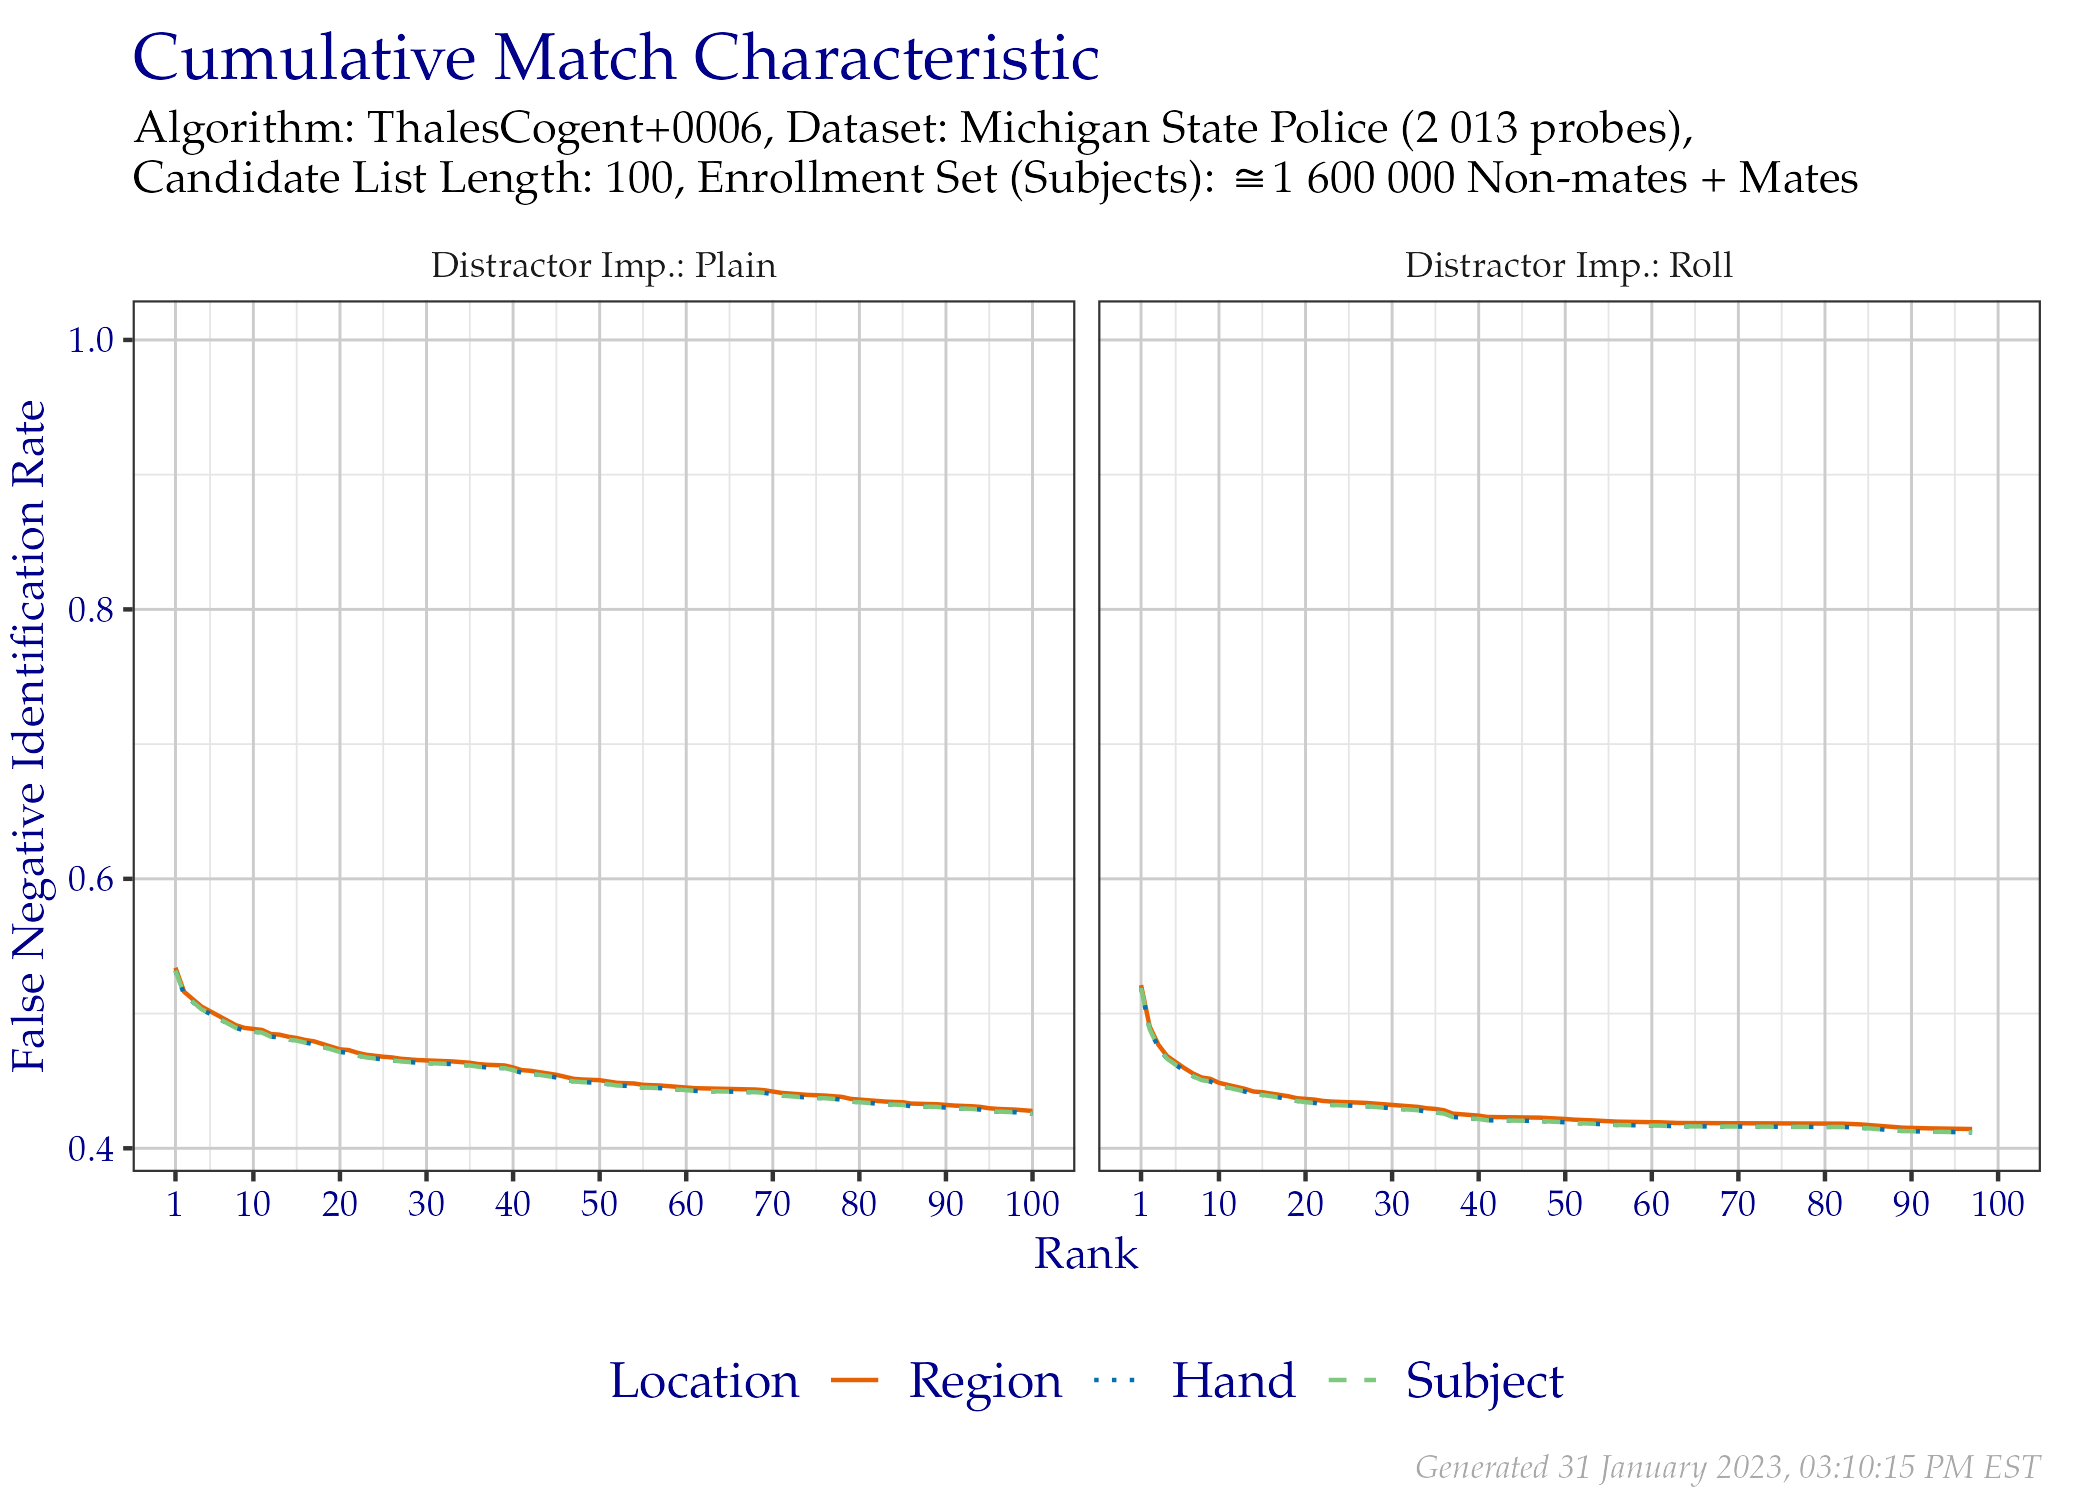 Cumulative Match Characteristic
Algorithm: ThalesCogent+0006, Dataset: Michigan State Police (2 013 probes),
Candidate List Length: 100, Enrollment Set (Subjects): ≅1 600 000 Non-mates + Mates
Distractor Imp.: Plain
Distractor Imp.: Roll
False Negative Identification Rate
1.0
0.8
0.6
0.4
1 10 20 30 40 50 60 70 80 90 100
1 10 20 30 40 50 60 70 80 90 100
Rank
Location Region Hand Subject
Generated 31 January 2023, 03:10:15 PM EST